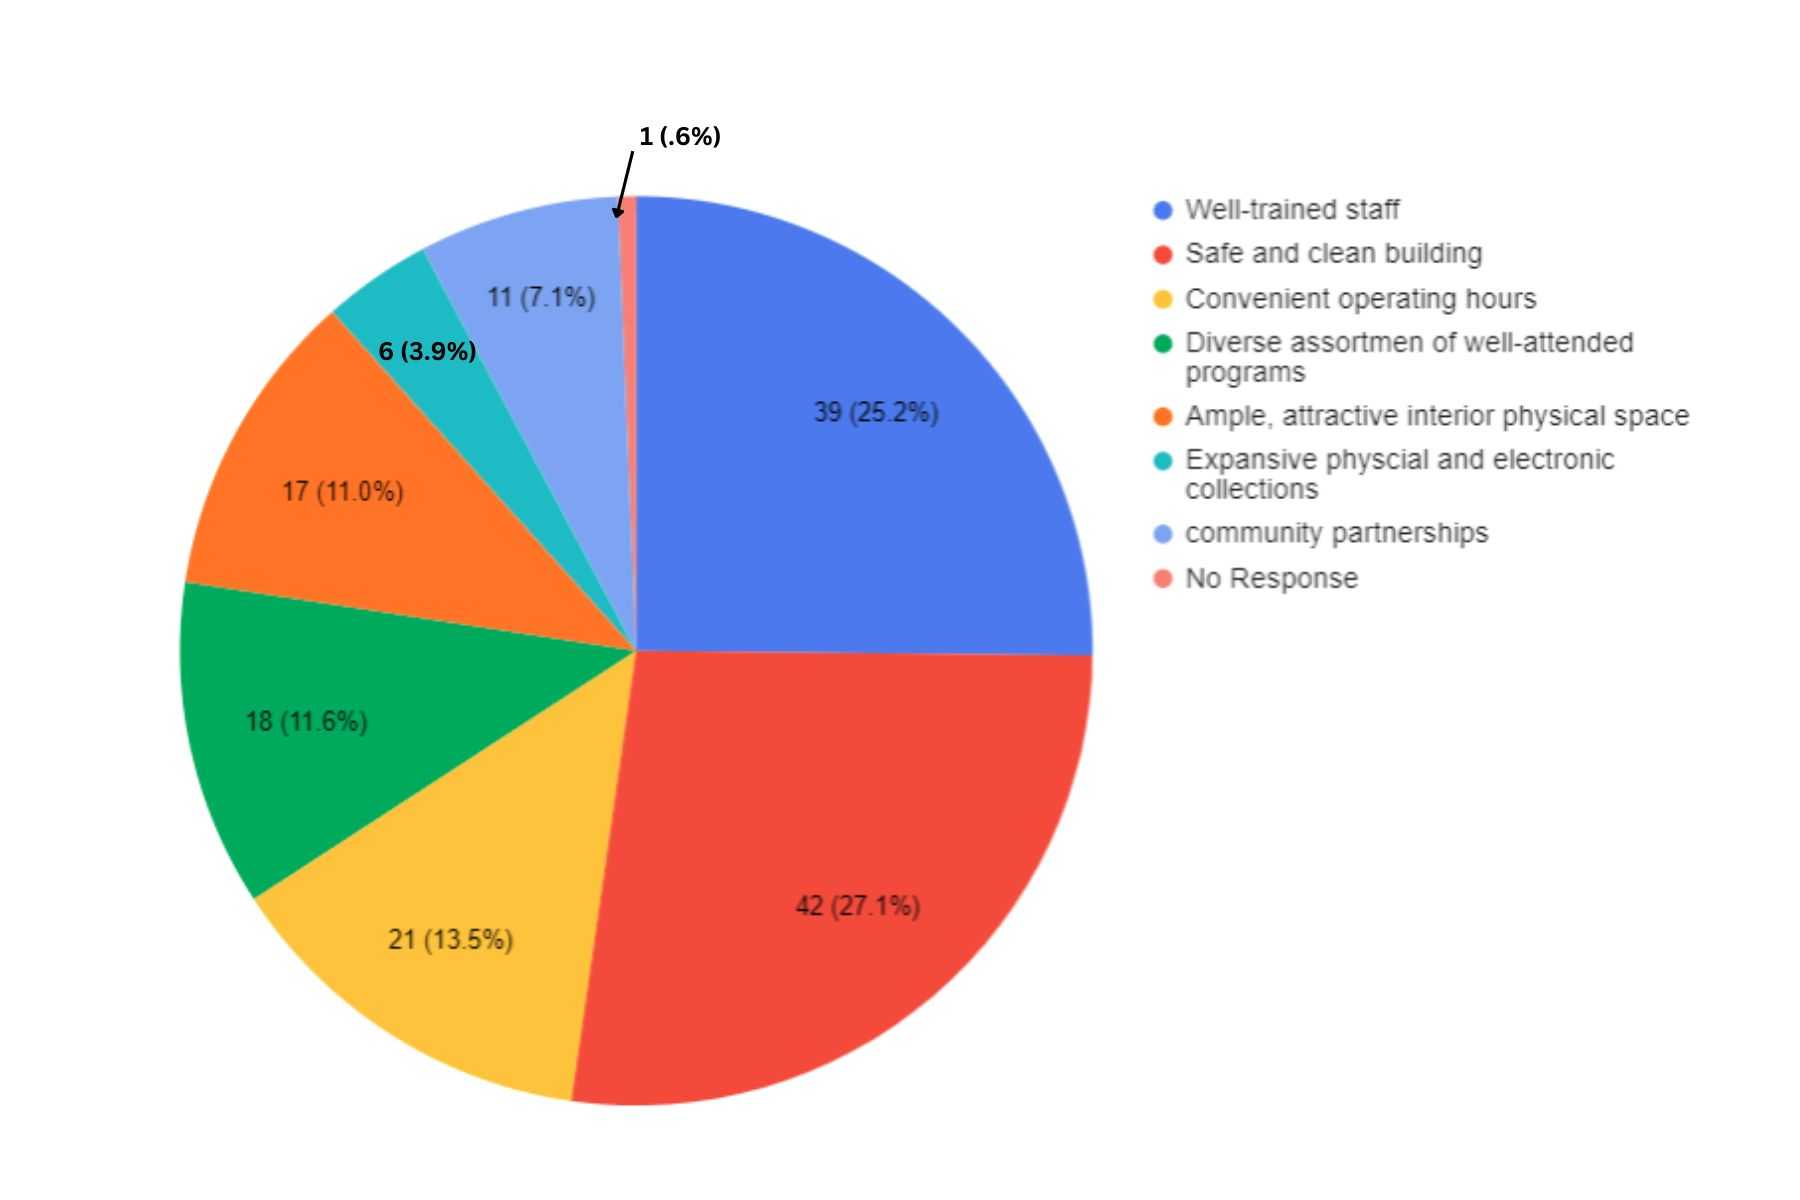 1 (.6%)
11 (7.1%)
6 (3.9%)
39 (25.2%)
17 (11.0%)
18 (11.6%)
42 (27.1%)
21 (13.5%)
Well-trained staff
Safe and clean building
Convenient operating hours
Diverse assortmen of well-attended
programs
Ample, attractive interior physical space
Expansive physcial and electronic
collections
community partnerships
No Response